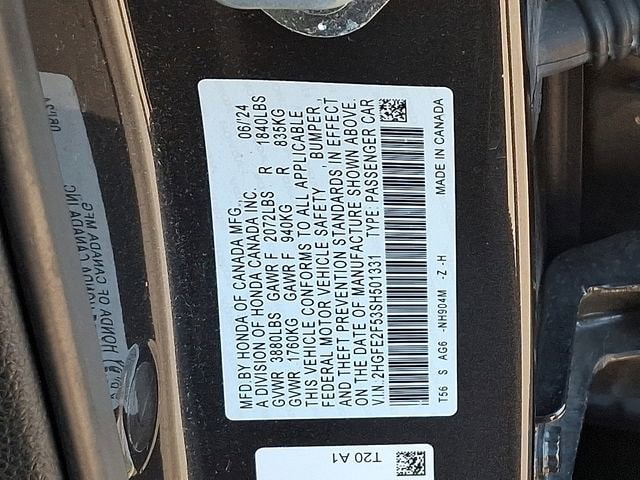 MFD.BY HONDA OF CANADA MFG., 06/24
A DIVISION OF HONDA CANADA INC.
GVWR 3880LBS GAWR F 2072LBS R 1840LBS
GVWR 1760KG GAWR F 940KG R 835KG
THIS VEHICLE CONFORMS TO ALL APPLICABLE
FEDERAL MOTOR VEHICLE SAFETY , BUMPER ,
AND THEFT PREVENTION STANDARDS IN EFFECT
ON THE DATE OF MANUFACTURE SHOWN ABOVE.
V.I.N.2HGFE2F53SH501331 TYPE:PASSENGER CAR
T56 S AG6 -NH904M -Z -H MADE IN CANADA
T20 A1